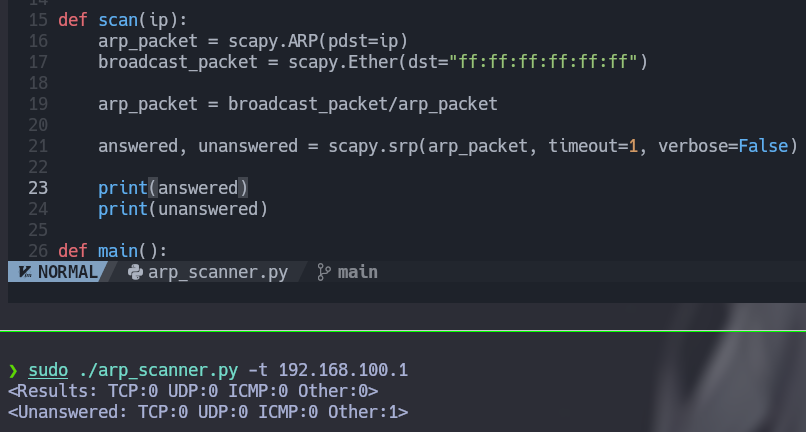 14
15 def scan(ip):
16     arp_packet = scapy.ARP(pdst=ip)
17     broadcast_packet = scapy.Ether(dst="ff:ff:ff:ff:ff:ff")
18
19     arp_packet = broadcast_packet/arp_packet
20
21     answered, unanswered = scapy.srp(arp_packet, timeout=1, verbose=False)
22
23     print(answered)
24     print(unanswered)
25
26 def main():
NORMAL arp_scanner.py main
❯ sudo ./arp_scanner.py -t 192.168.100.1
<Results: TCP:0 UDP:0 ICMP:0 Other:0>
<Unanswered: TCP:0 UDP:0 ICMP:0 Other:1>